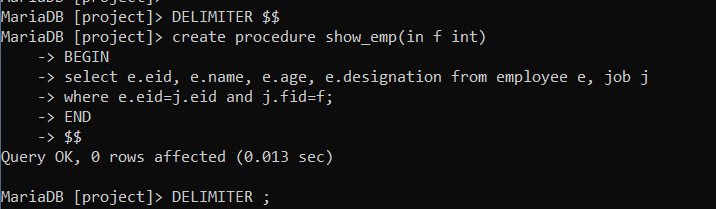 MariaDB [project]> DELIMITER $$
MariaDB [project]> create procedure show_emp(in f int)
    -> BEGIN
    -> select e.eid, e.name, e.age, e.designation from employee e, job j
    -> where e.eid=j.eid and j.fid=f;
    -> END
    -> $$
Query OK, 0 rows affected (0.013 sec)

MariaDB [project]> DELIMITER ;